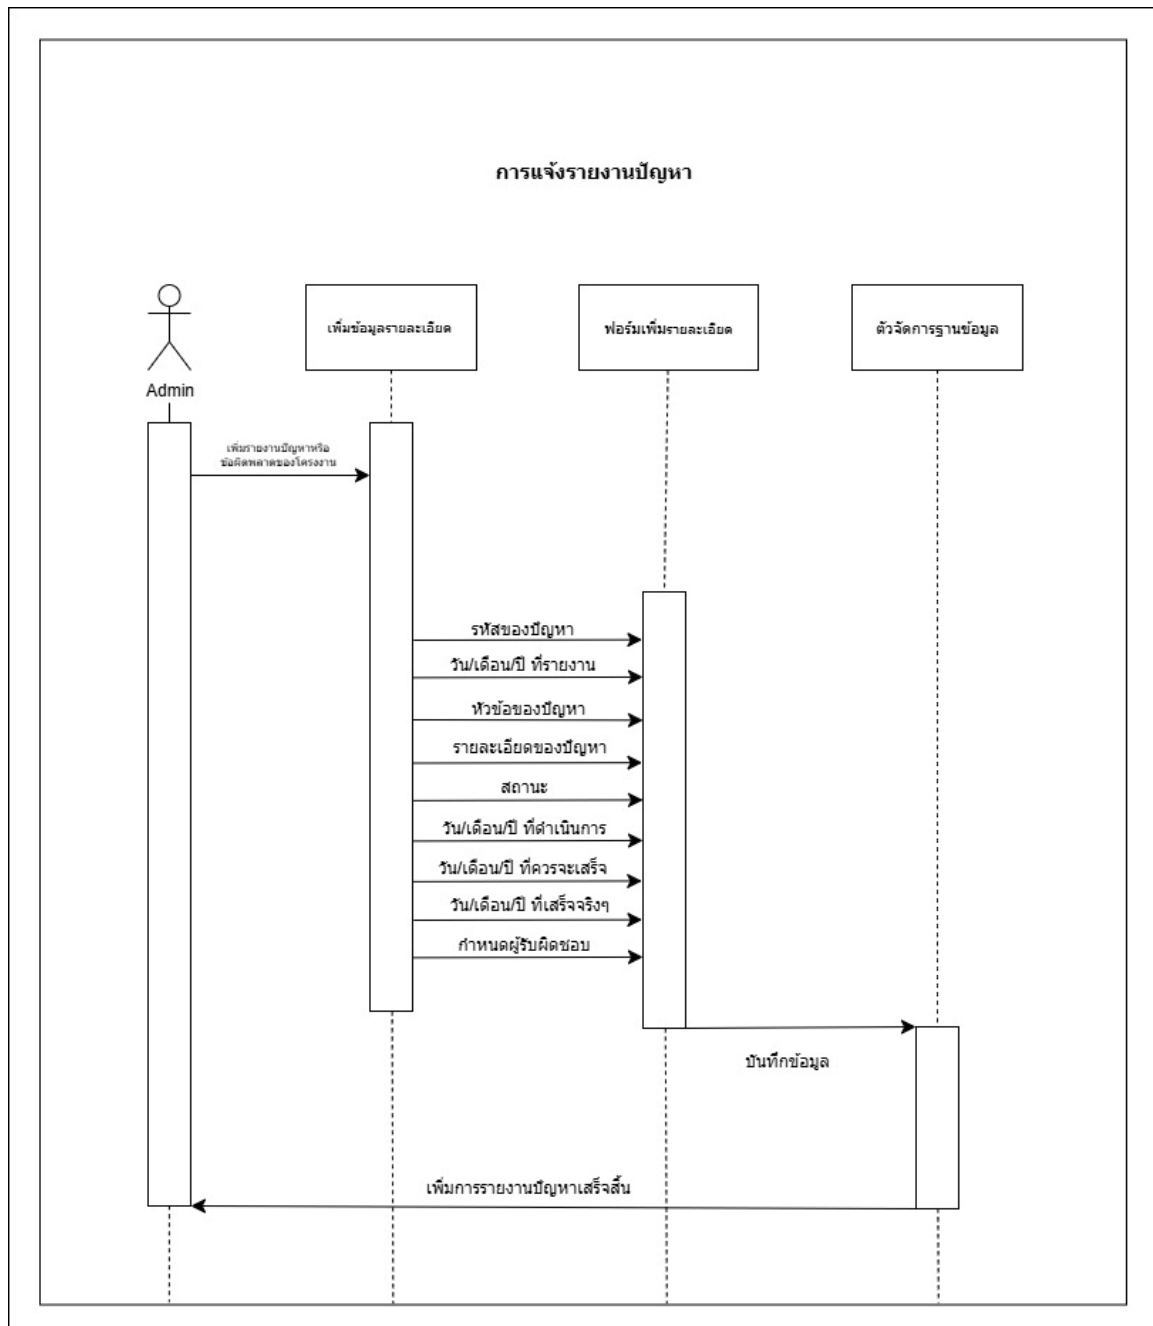 การแจ้งรายงานปัญหา
เพิ่มข้อมูลรายละเอียด
ฟอร์มเพิ่มรายละเอียด
ตัวจัดการฐานข้อมูล
Admin
เพิ่มรายงานปัญหาหรือ
ข้อผิดพลาดของโครงงาน
รหัสของปัญหา
วัน/เดือน/ปี ที่รายงาน
หัวข้อของปัญหา
รายละเอียดของปัญหา
สถานะ
วัน/เดือน/ปี ที่ดำเนินการ
วัน/เดือน/ปี ที่ควรจะเสร็จ
วัน/เดือน/ปี ที่เสร็จจริงๆ
กำหนดผู้รับผิดชอบ
บันทึกข้อมูล
เพิ่มการรายงานปัญหาเสร็จสิ้น